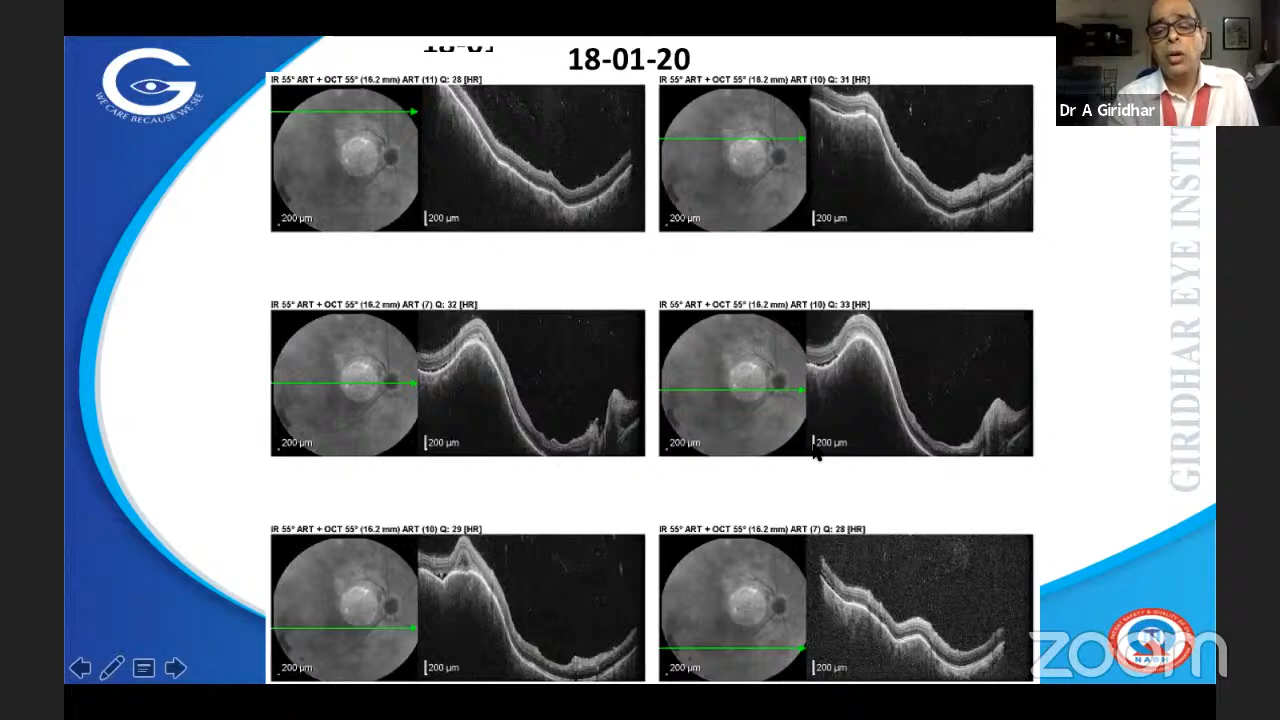 18-01-20
Dr A Giridhar
WE CARE BECAUSE WE SEE
IR 55° ART + OCT 55° (16.2 mm) ART (11) Q: 28 [HR]
200 µm
200 µm
IR 55° ART + OCT 55° (16.2 mm) ART (10) Q: 31 [HR]
200 µm
200 µm
IR 55° ART + OCT 55° (16.2 mm) ART (7) Q: 32 [HR]
200 µm
200 µm
IR 55° ART + OCT 55° (16.2 mm) ART (10) Q: 33 [HR]
200 µm
200 µm
IR 55° ART + OCT 55° (16.2 mm) ART (10) Q: 29 [HR]
200 µm
200 µm
IR 55° ART + OCT 55° (16.2 mm) ART (7) Q: 28 [HR]
200 µm
200 µm
GIRIDHAR EYE
NABH
zoom